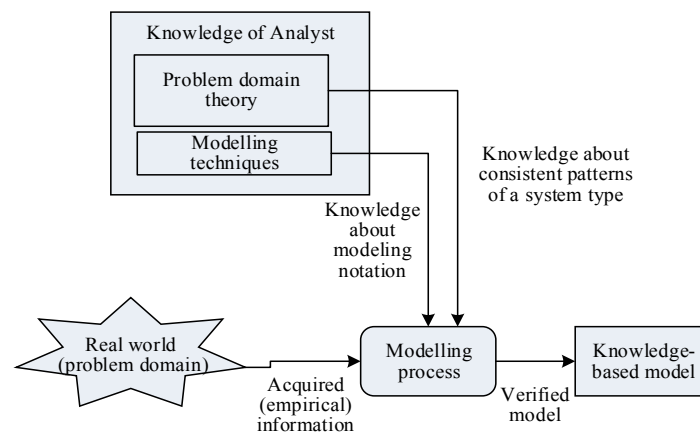 Knowledge of Analyst
Problem domain
theory
Modelling
techniques
Knowledge about
consistent patterns
of a system type
Knowledge
about
modeling
notation
Real world
(problem domain)
Acquired
(empirical)
information
Modelling
process
Verified
model
Knowledge-
based model